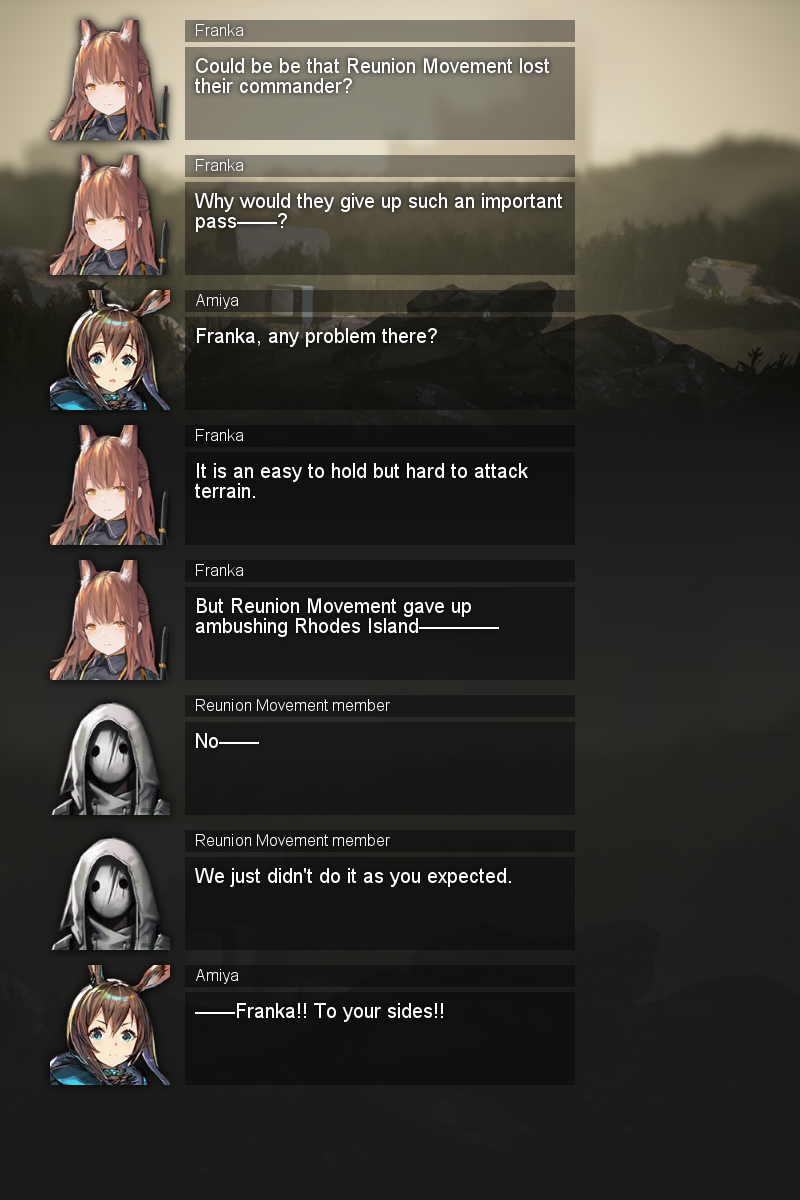 Franka
Could be be that Reunion Movement lost
their commander?
Franka
Why would they give up such an important
pass——?
Amiya
Franka, any problem there?
Franka
It is an easy to hold but hard to attack
terrain.
Franka
But Reunion Movement gave up
ambushing Rhodes Island————
Reunion Movement member
No——
Reunion Movement member
We just didn't do it as you expected.
Amiya
——Franka!! To your sides!!